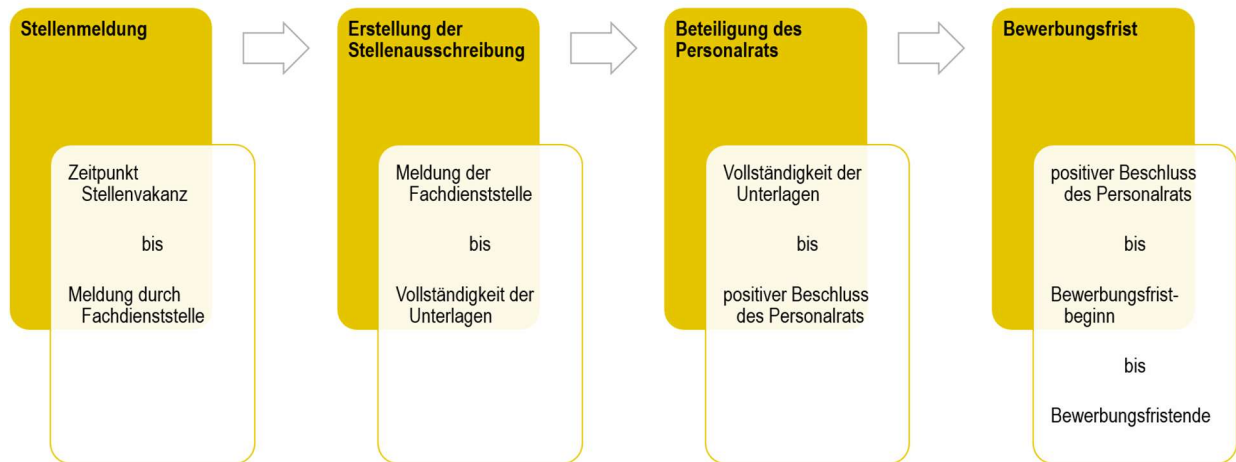 Stellenmeldung
Zeitpunkt
Stellenvakanz
bis
Meldung durch
Fachdienststelle
Erstellung der
Stellenausschreibung
Meldung der
Fachdienststelle
bis
Vollständigkeit der
Unterlagen
Beteiligung des
Personalrats
Vollständigkeit der
Unterlagen
bis
positiver Beschluss
des Personalrats
Bewerbungsfrist
positiver Beschluss
des Personalrats
bis
Bewerbungsfrist-
beginn
bis
Bewerbungsfristende